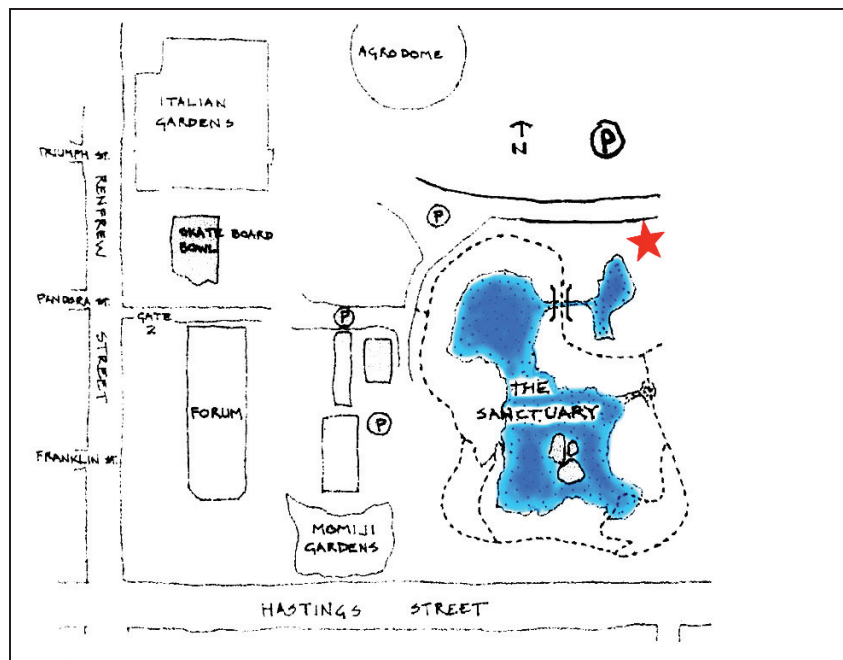 AGRODOME
ITALIAN
GARDENS
N
P
TRIUMPH ST.
RENFREW
P
SKATE BOARD
BOWL
PANDORA ST.
GATE
2
P
STREET
THE
SANCTUARY
FORUM
P
FRANKLIN ST.
MOMIJI
GARDENS
HASTINGS STREET